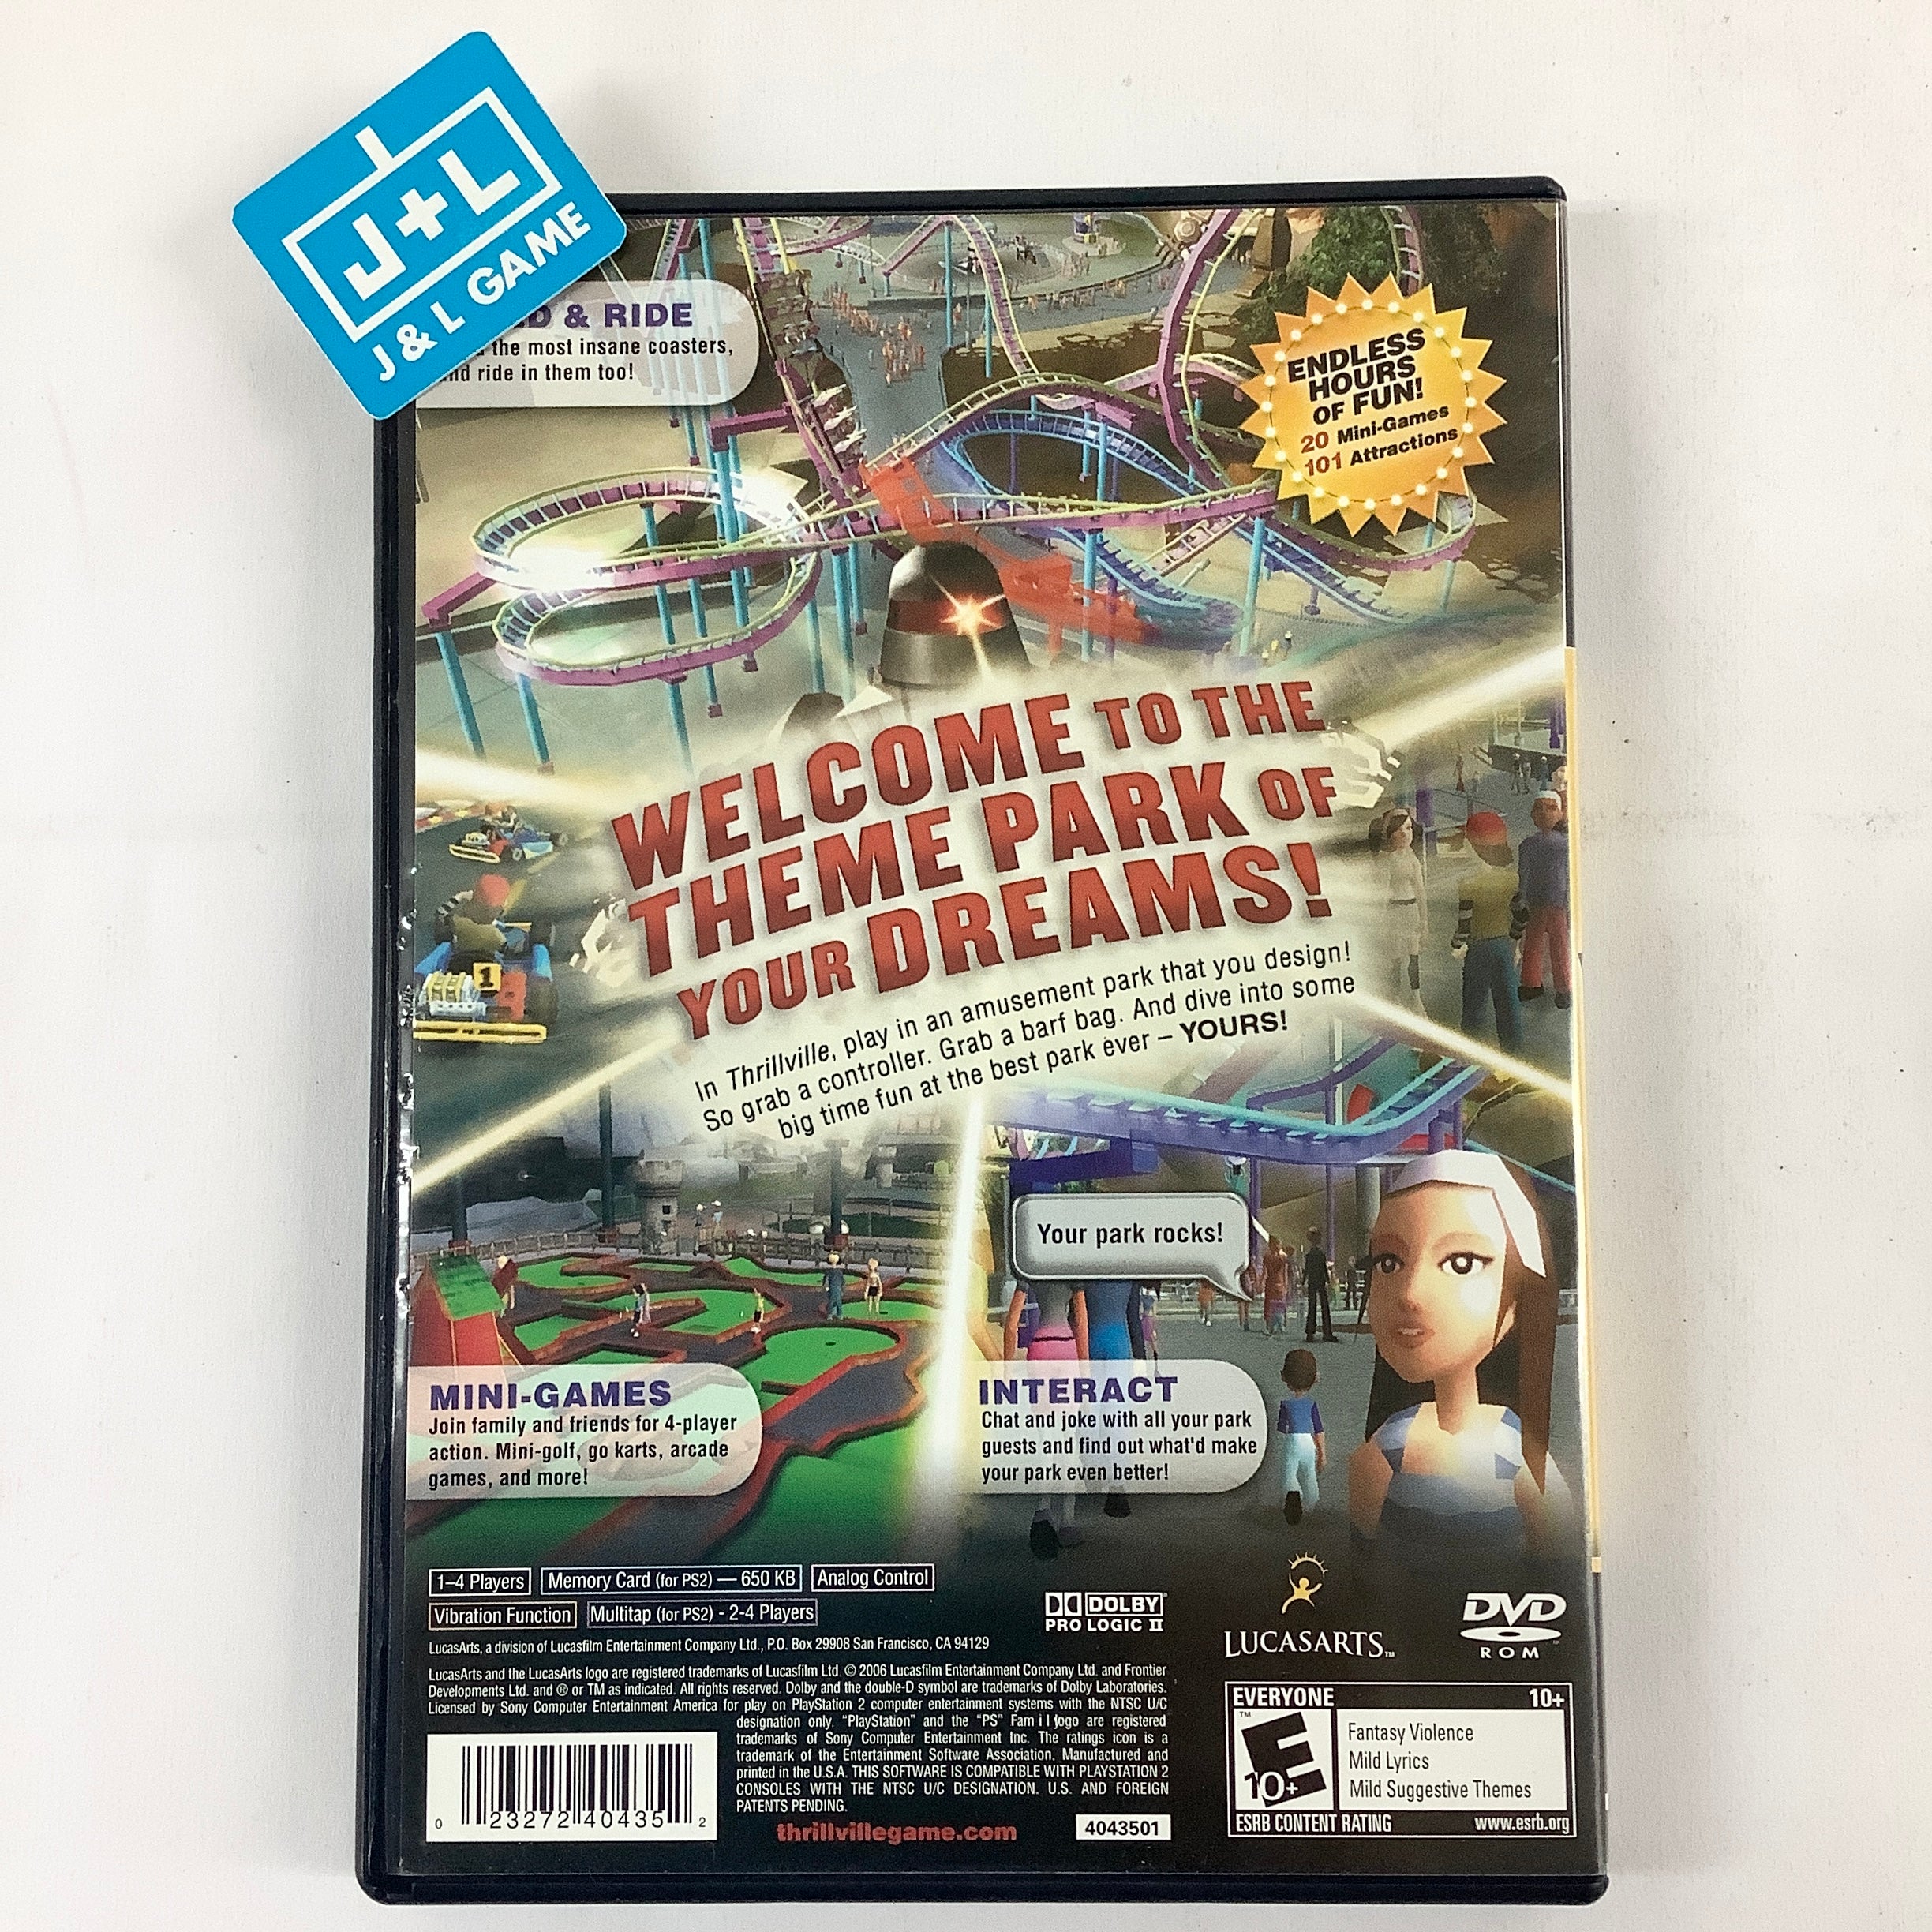 J+L
J & L GAME
& RIDE
the most insane coasters,
and ride in them too!
ENDLESS
HOURS
OF FUN!
20 Mini-Games
101 Attractions
WELCOME TO THE
THEME PARK OF
YOUR DREAMS!
In Thrillville, play in an amusement park that you design!
So grab a controller. Grab a barf bag. And dive into some
big time fun at the best park ever – YOURS!
1
Your park rocks!
MINI-GAMES
Join family and friends for 4-player
action. Mini-golf, go karts, arcade
games, and more!
INTERACT
Chat and joke with all your park
guests and find out what'd make
your park even better!
1–4 Players
Memory Card (for PS2) — 650 KB
Analog Control
Vibration Function
Multitap (for PS2) - 2-4 Players
DOLBY
PRO LOGIC II
LUCASARTS™
DVD
ROM
LucasArts, a division of Lucasfilm Entertainment Company Ltd., P.O. Box 29908 San Francisco, CA 94129
LucasArts and the LucasArts logo are registered trademarks of Lucasfilm Ltd. © 2006 Lucasfilm Entertainment Company Ltd. and Frontier
Developments Ltd. and ® or TM as indicated. All rights reserved. Dolby and the double-D symbol are trademarks of Dolby Laboratories.
Licensed by Sony Computer Entertainment America for play on PlayStation 2 computer entertainment systems with the NTSC U/C
designation only. "PlayStation" and the "PS" Family logo are registered
trademarks of Sony Computer Entertainment Inc. The ratings icon is a
trademark of the Entertainment Software Association. Manufactured and
printed in the U.S.A. THIS SOFTWARE IS COMPATIBLE WITH PLAYSTATION 2
CONSOLES WITH THE NTSC U/C DESIGNATION. U.S. AND FOREIGN
PATENTS PENDING.
0 23272 40435 2
thrillvillegame.com
4043501
EVERYONE 10+
E
10+
™
Fantasy Violence
Mild Lyrics
Mild Suggestive Themes
ESRB CONTENT RATING www.esrb.org